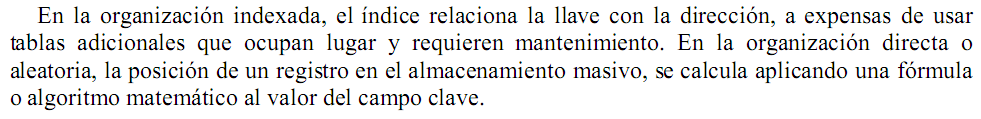 En la organización indexada, el índice relaciona la llave con la dirección, a expensas de usar
tablas adicionales que ocupan lugar y requieren mantenimiento. En la organización directa o
aleatoria, la posición de un registro en el almacenamiento masivo, se calcula aplicando una fórmula
o algoritmo matemático al valor del campo clave.